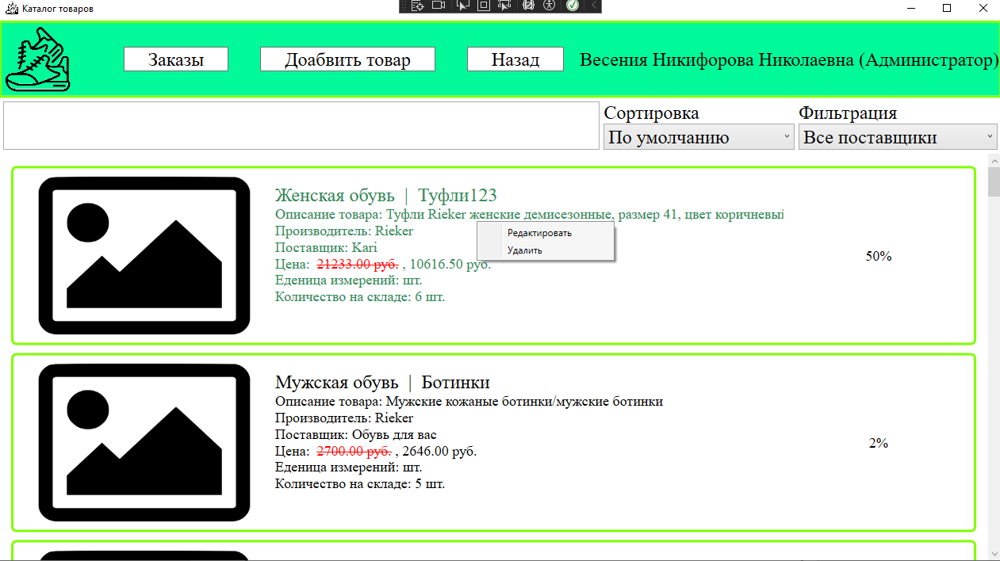 Каталог товаров
Заказы
Доабвить товар
Назад
Весения Никифорова Николаевна (Администратор)
Сортировка
Фильтрация
По умолчанию
Все поставщики
Женская обувь | Туфли123
Описание товара: Туфли Rieker женские демисезонные, размер 41, цвет коричневый
Производитель: Rieker
Поставщик: Kari
Цена: 21233.00 руб. , 10616.50 руб.
Еденица измерений: шт.
Количество на складе: 6 шт.
Редактировать
Удалить
50%
Мужская обувь | Ботинки
Описание товара: Мужские кожаные ботинки/мужские ботинки
Производитель: Rieker
Поставщик: Обувь для вас
Цена: 2700.00 руб. , 2646.00 руб.
Еденица измерений: шт.
Количество на складе: 5 шт.
2%